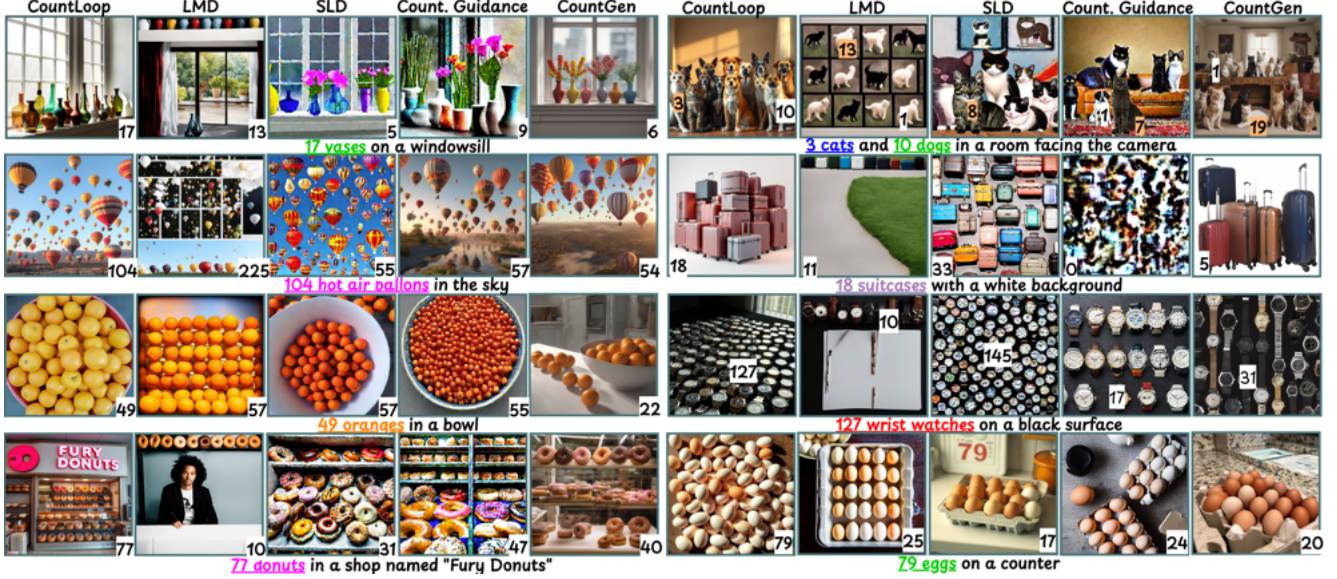 CountLoop LMD SLD Count. Guidance CountGen CountLoop LMD SLD Count. Guidance CountGen
17 13 5 9 6
3 10 13 1 8 7 1 19
17 vases on a windowsill
3 cats and 10 dogs in a room facing the camera
104 225 55 57 54
18 11 33 0 5
104 hot air ballons in the sky
18 suitcases with a white background
49 57 57 55 22
127 10 145 17 31
49 oranges in a bowl
127 wrist watches on a black surface
FURY
DONUTS
77 10 31 47 40
79
79 25 17 24 20
77 donuts in a shop named "Fury Donuts"
79 eggs on a counter